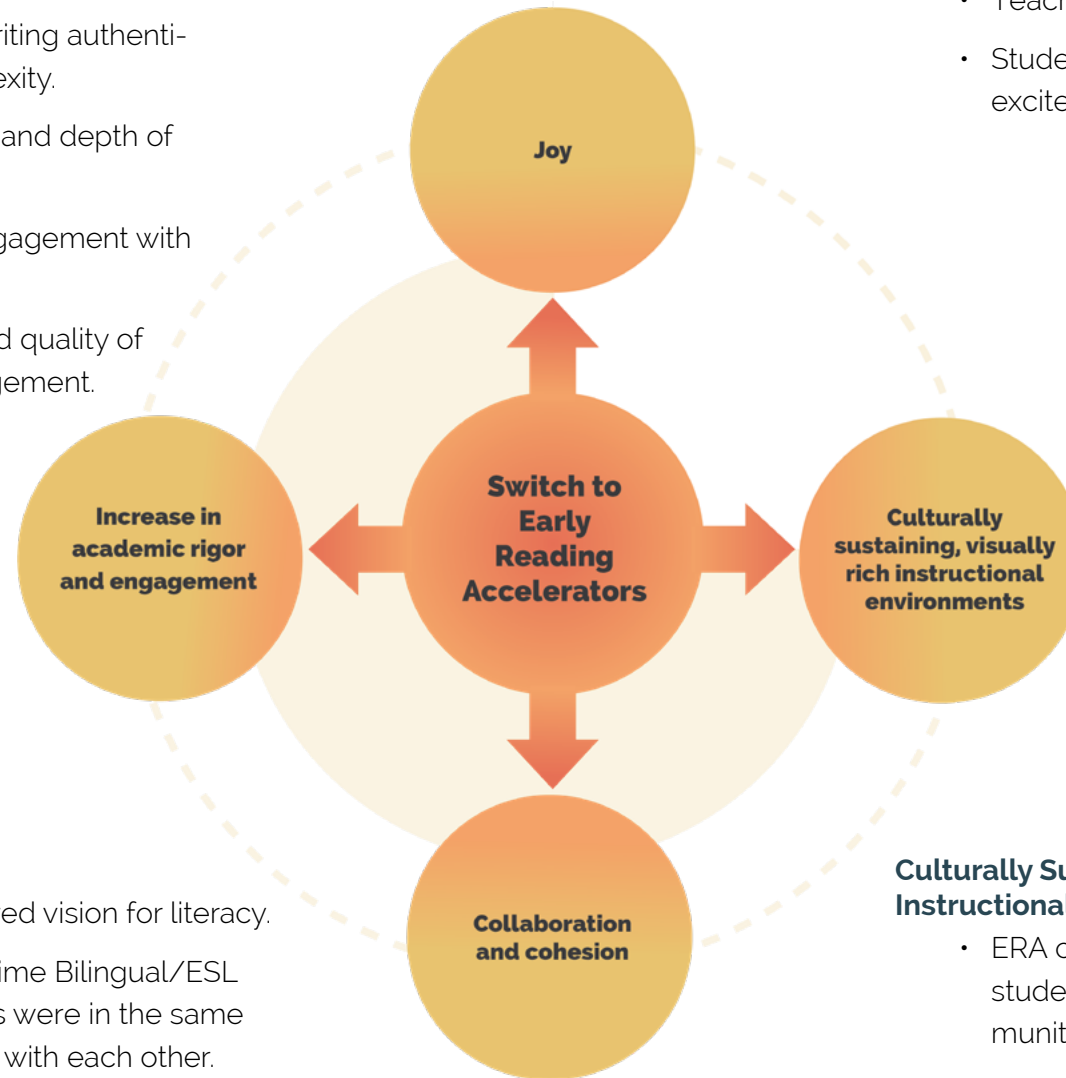 riting authenti-
exity.
and depth of
gagement with
d quality of
gement.
Teach
Stude
excite
Joy
Increase in
academic rigor
and engagement
Switch to
Early
Reading
Accelerators
Culturally
sustaining, visually
rich instructional
environments
Collaboration
and cohesion
ed vision for literacy.
ime Bilingual/ESL
s were in the same
with each other.
Culturally Su
Instructional
• ERA c
stude
munit